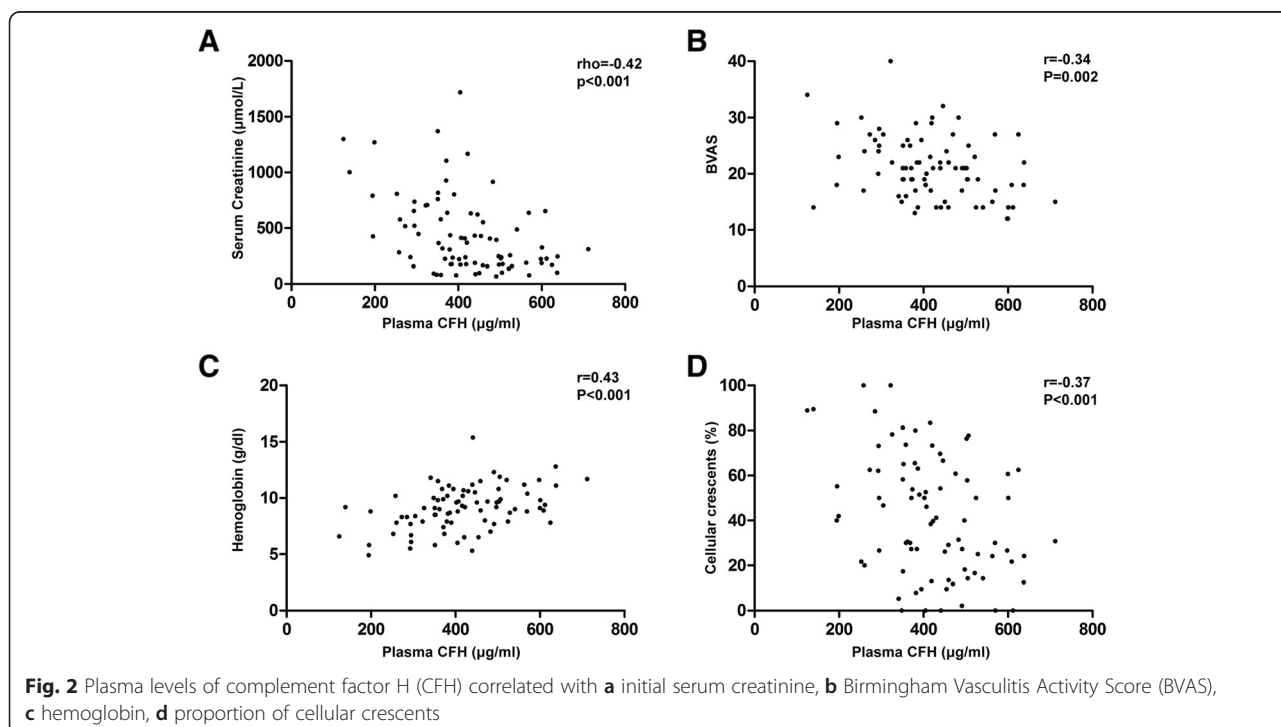 A
rho=-0.42
p<0.001
2000
1500
1000
500
0
Serum Creatinine (µmol/L)
0 200 400 600 800
Plasma CFH (µg/ml)
B
r=-0.34
P=0.002
40
30
20
10
0
BVAS
0 200 400 600 800
Plasma CFH (µg/ml)
C
r=0.43
P<0.001
20
15
10
5
0
Hemoglobin (g/dl)
0 200 400 600 800
Plasma CFH (µg/ml)
D
r=-0.37
P<0.001
100
80
60
40
20
0
Cellular crescents (%)
0 200 400 600 800
Plasma CFH (µg/ml)
Fig. 2 Plasma levels of complement factor H (CFH) correlated with a initial serum creatinine, b Birmingham Vasculitis Activity Score (BVAS),
c hemoglobin, d proportion of cellular crescents